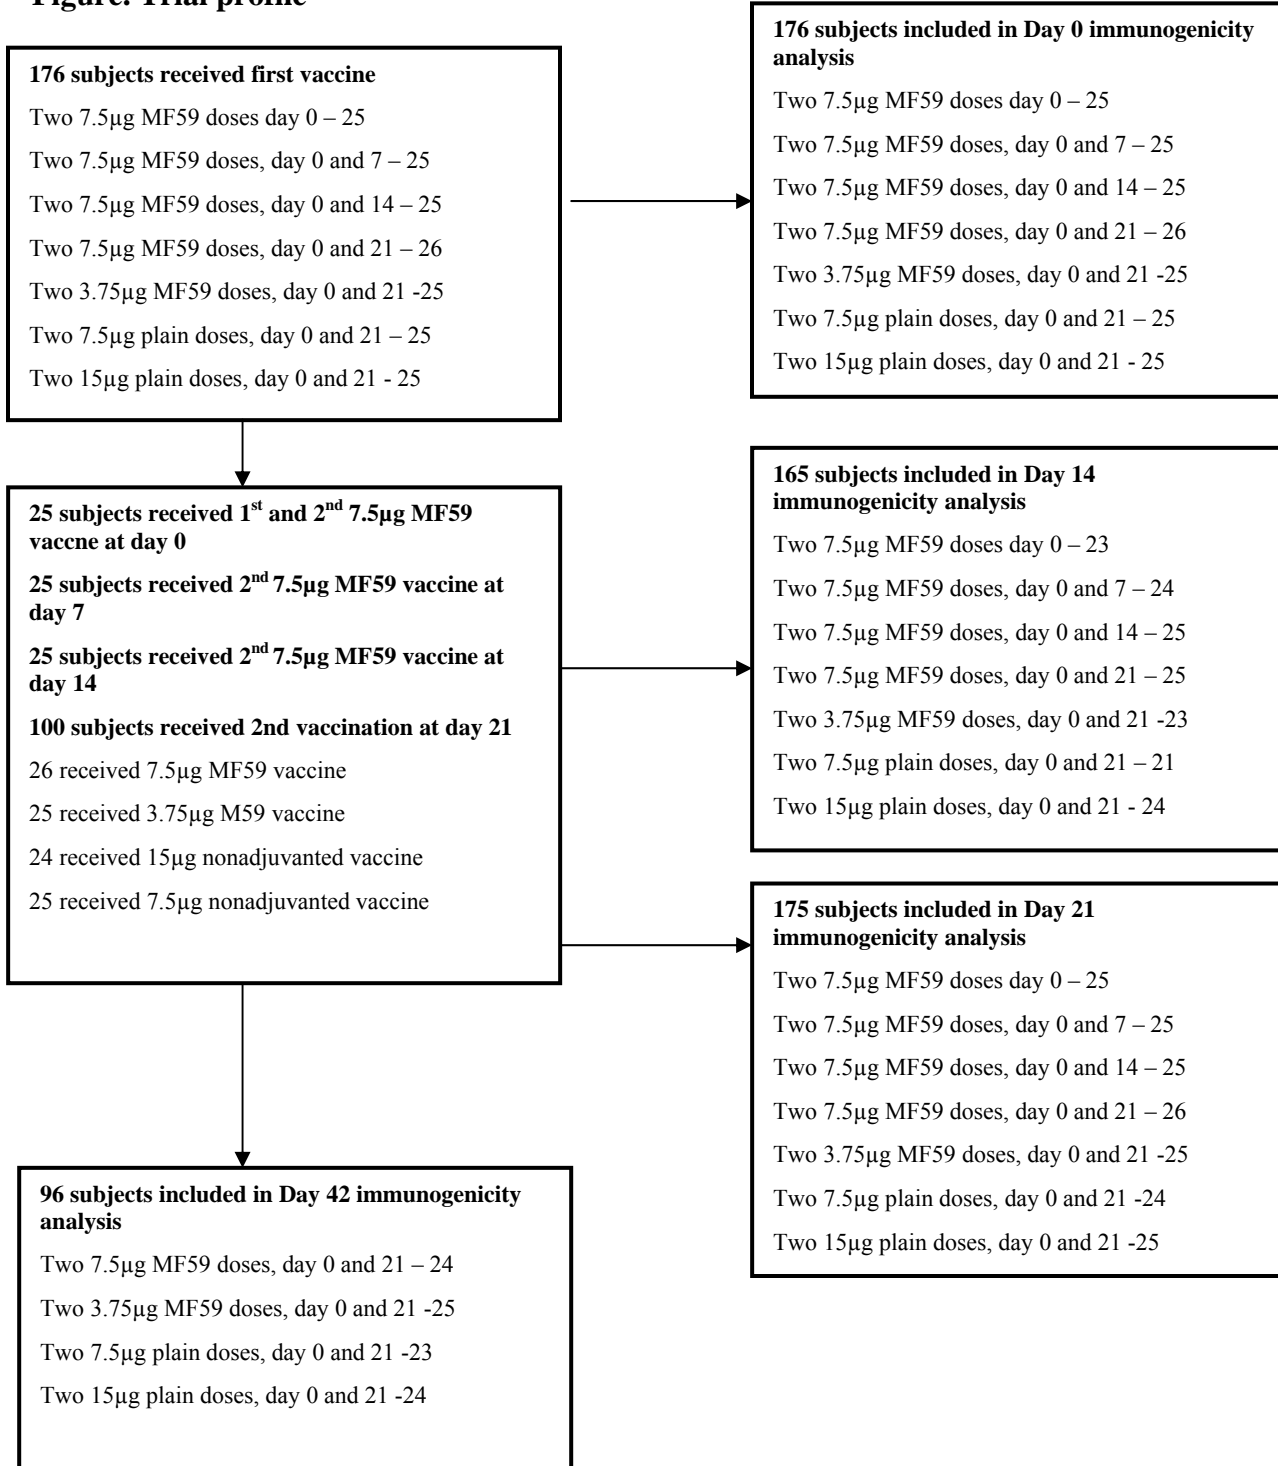 Figure. Trial profile
176 subjects received first vaccine
Two 7.5µg MF59 doses day 0 – 25
Two 7.5µg MF59 doses, day 0 and 7 – 25
Two 7.5µg MF59 doses, day 0 and 14 – 25
Two 7.5µg MF59 doses, day 0 and 21 – 26
Two 3.75µg MF59 doses, day 0 and 21 -25
Two 7.5µg plain doses, day 0 and 21 – 25
Two 15µg plain doses, day 0 and 21 - 25
176 subjects included in Day 0 immunogenicity
analysis
Two 7.5µg MF59 doses day 0 – 25
Two 7.5µg MF59 doses, day 0 and 7 – 25
Two 7.5µg MF59 doses, day 0 and 14 – 25
Two 7.5µg MF59 doses, day 0 and 21 – 26
Two 3.75µg MF59 doses, day 0 and 21 -25
Two 7.5µg plain doses, day 0 and 21 – 25
Two 15µg plain doses, day 0 and 21 - 25
25 subjects received 1st and 2nd 7.5µg MF59
vaccne at day 0
25 subjects received 2nd 7.5µg MF59 vaccine at
day 7
25 subjects received 2nd 7.5µg MF59 vaccine at
day 14
100 subjects received 2nd vaccination at day 21
26 received 7.5µg MF59 vaccine
25 received 3.75µg M59 vaccine
24 received 15µg nonadjuvanted vaccine
25 received 7.5µg nonadjuvanted vaccine
165 subjects included in Day 14
immunogenicity analysis
Two 7.5µg MF59 doses day 0 – 23
Two 7.5µg MF59 doses, day 0 and 7 – 24
Two 7.5µg MF59 doses, day 0 and 14 – 25
Two 7.5µg MF59 doses, day 0 and 21 – 25
Two 3.75µg MF59 doses, day 0 and 21 -23
Two 7.5µg plain doses, day 0 and 21 – 21
Two 15µg plain doses, day 0 and 21 - 24
175 subjects included in Day 21
immunogenicity analysis
Two 7.5µg MF59 doses day 0 – 25
Two 7.5µg MF59 doses, day 0 and 7 – 25
Two 7.5µg MF59 doses, day 0 and 14 – 25
Two 7.5µg MF59 doses, day 0 and 21 – 26
Two 3.75µg MF59 doses, day 0 and 21 -25
Two 7.5µg plain doses, day 0 and 21 -24
Two 15µg plain doses, day 0 and 21 -25
96 subjects included in Day 42 immunogenicity
analysis
Two 7.5µg MF59 doses, day 0 and 21 – 24
Two 3.75µg MF59 doses, day 0 and 21 -25
Two 7.5µg plain doses, day 0 and 21 -23
Two 15µg plain doses, day 0 and 21 -24